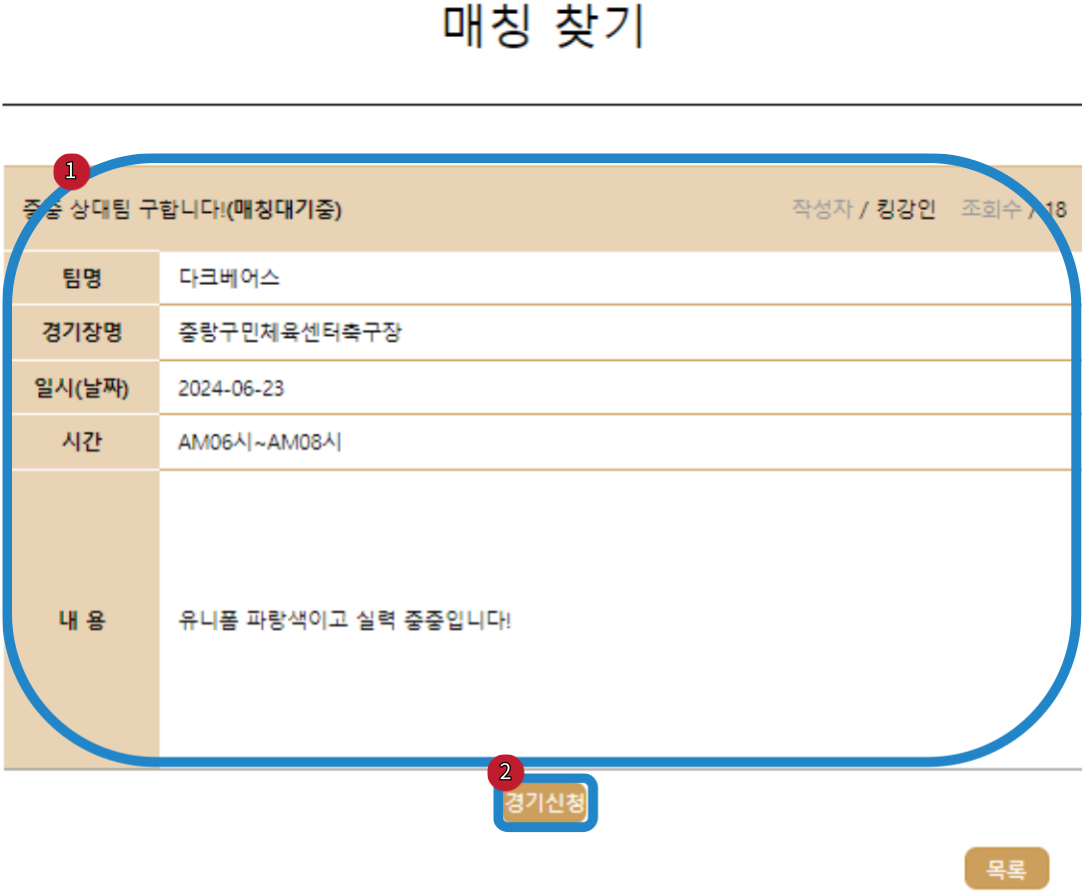 매칭 찾기
1
중중 상대팀 구합니다!(매칭대기중) 작성자 / 킹강인 조회수 / 18
팀명 다크베어스
경기장명 중랑구민체육센터축구장
일시(날짜) 2024-06-23
시간 AM06시~AM08시
내 용 유니폼 파랑색이고 실력 중중입니다!
2
경기신청
목록